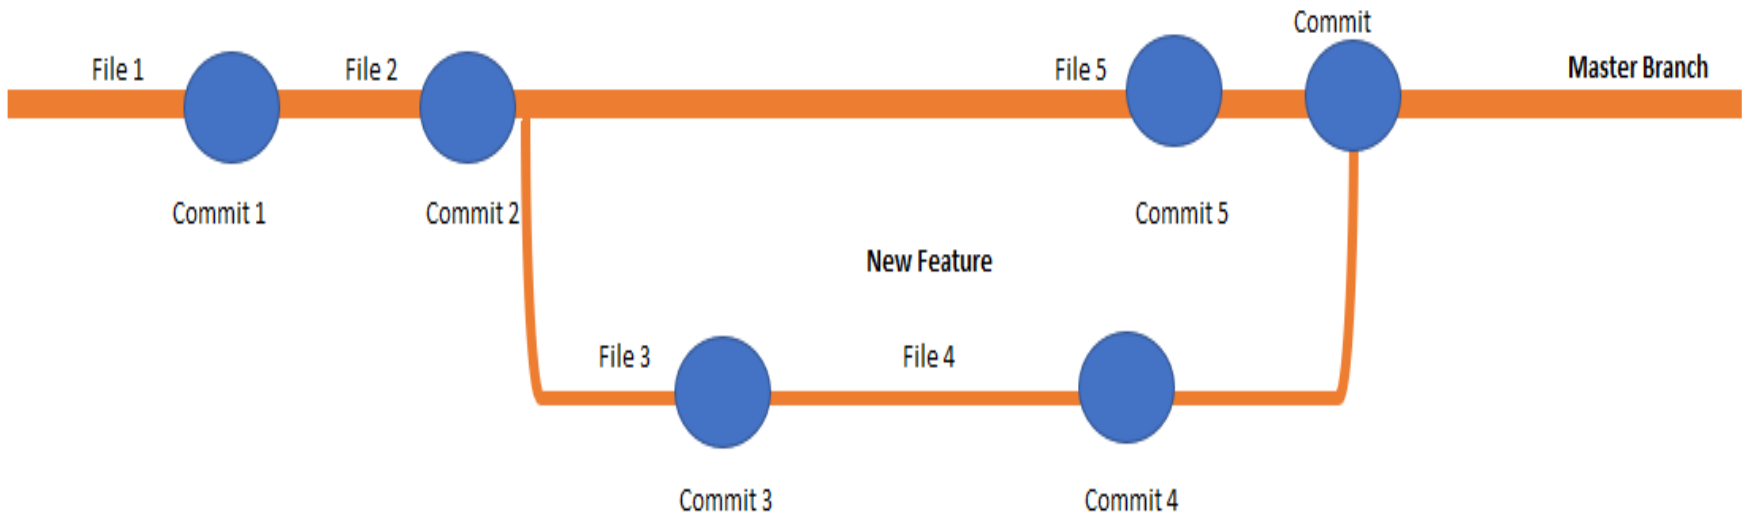 Commit
File 1
File 2
File 5
Master Branch
Commit 1
Commit 2
Commit 5
New Feature
File 3
File 4
Commit 3
Commit 4